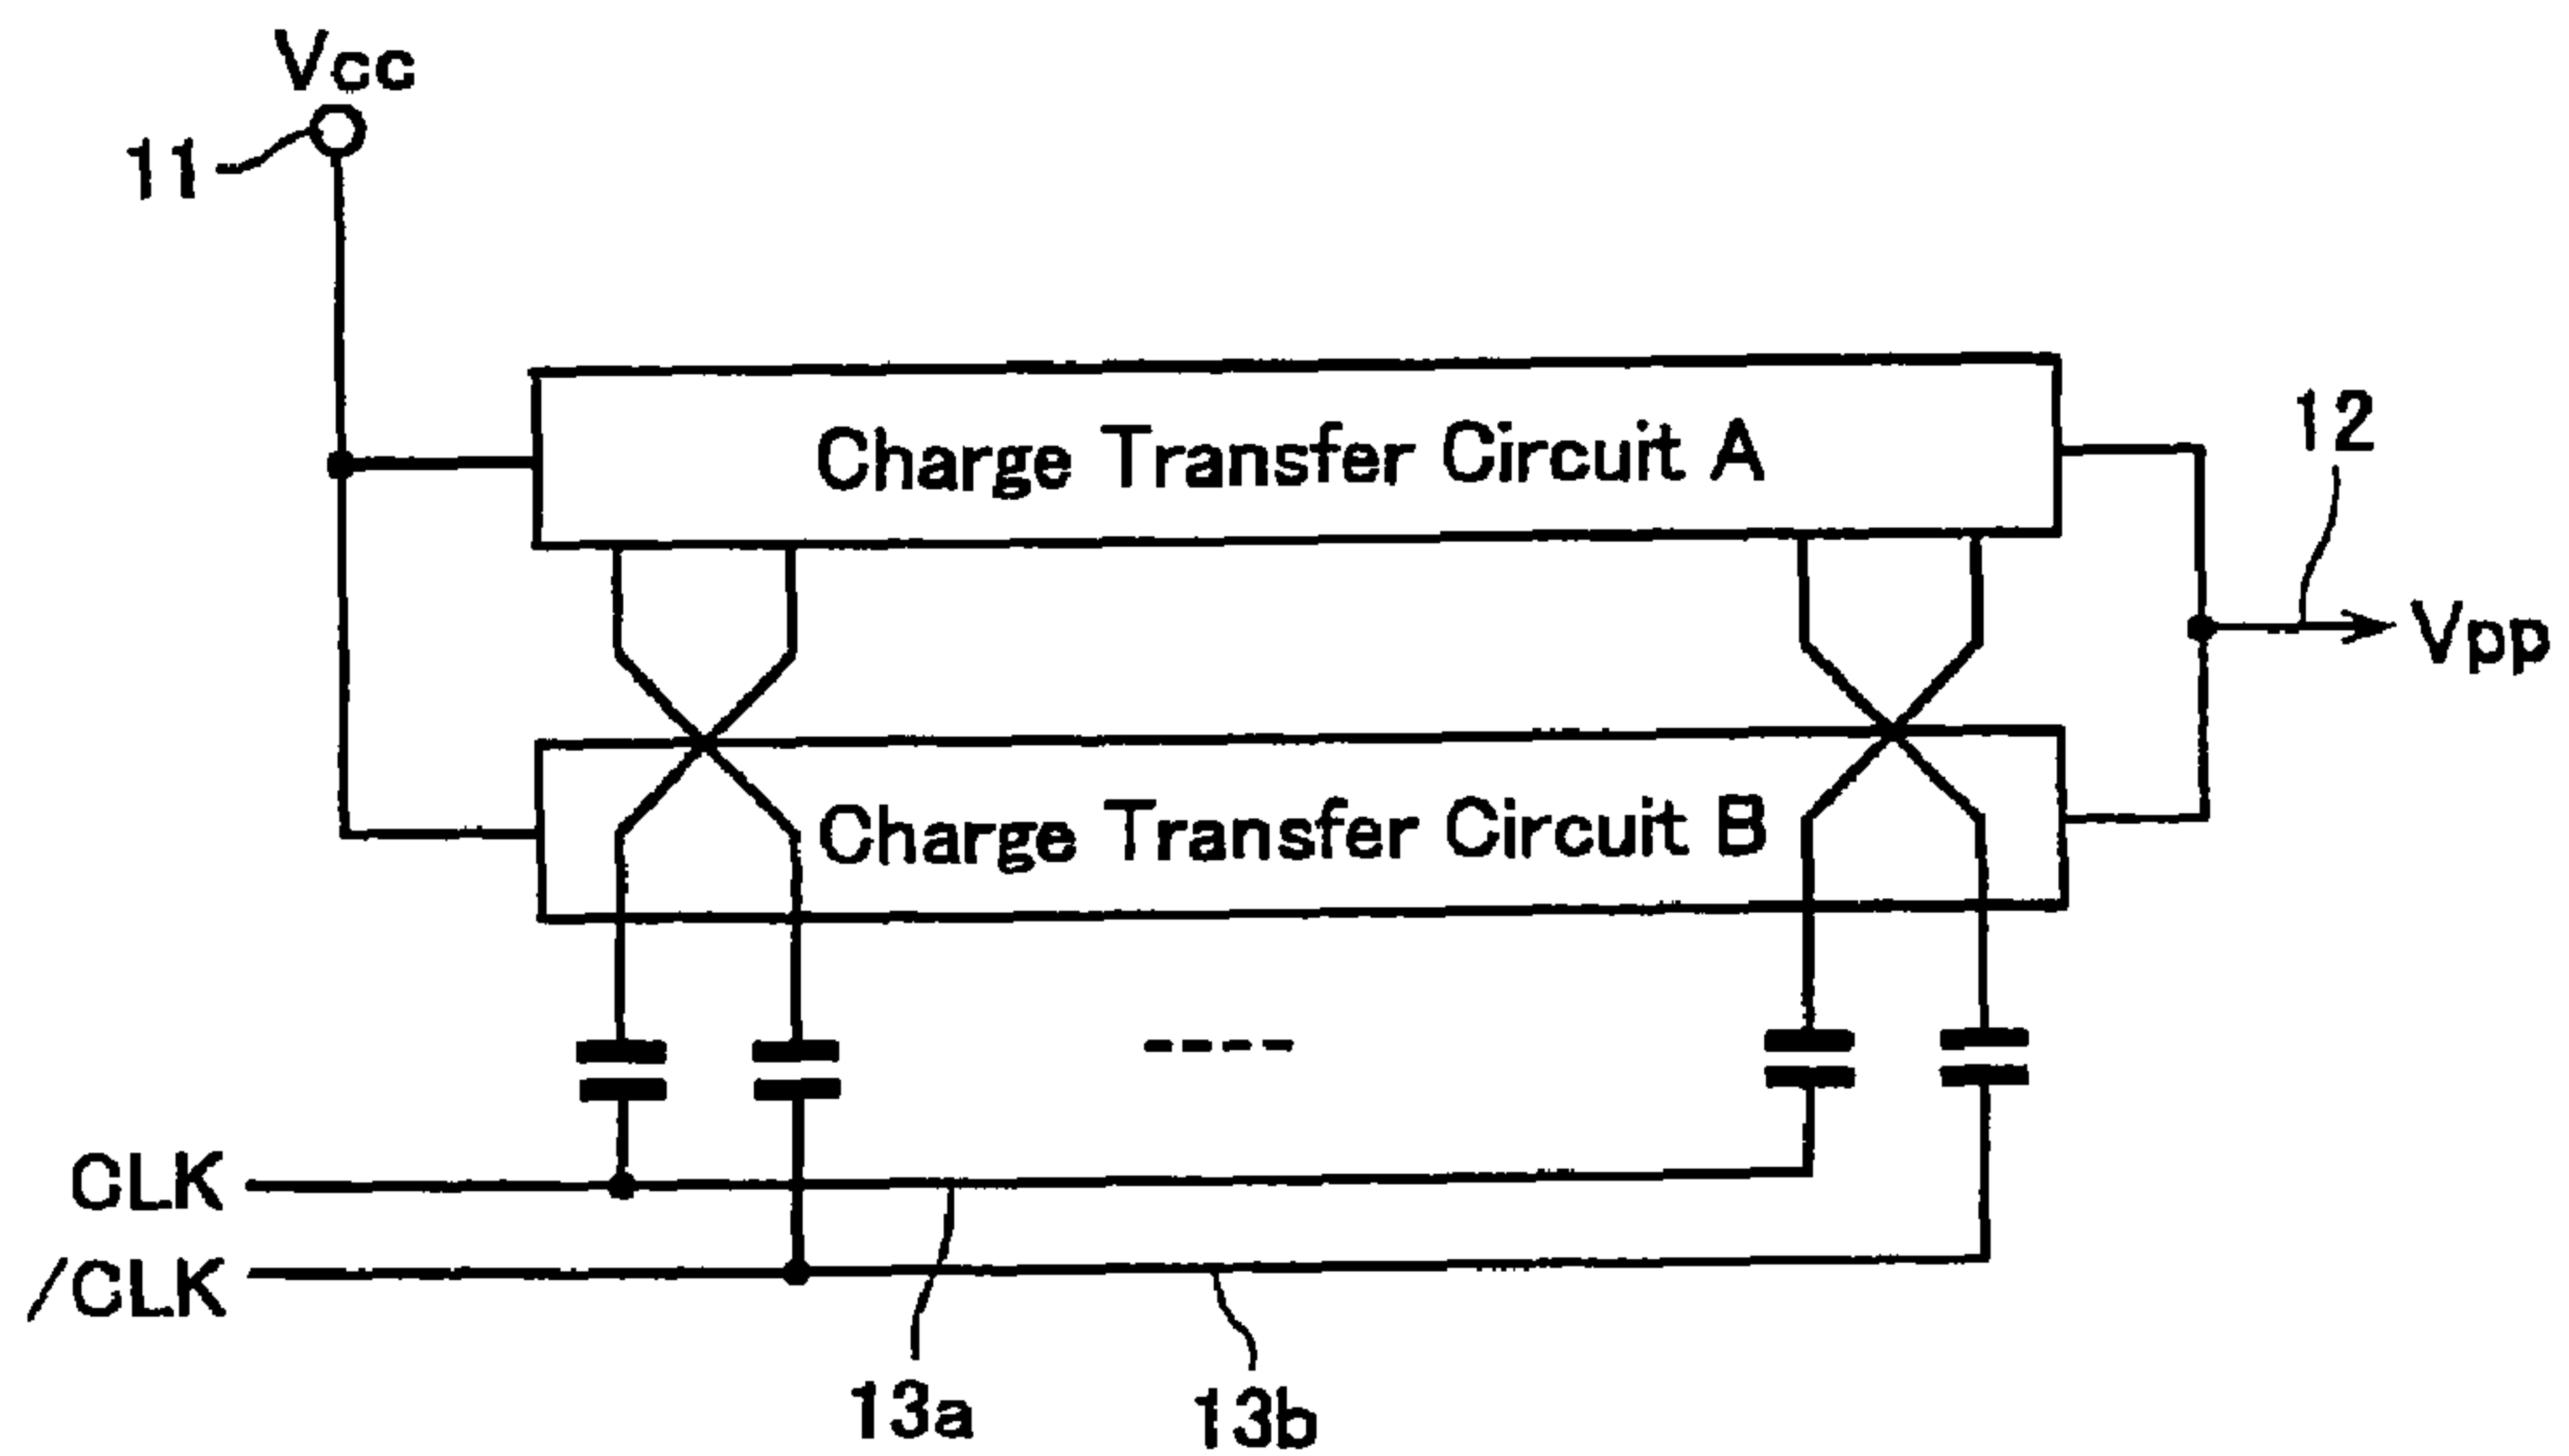 Vcc
11
Charge Transfer Circuit A
12
Vpp
Charge Transfer Circuit B
CLK
/CLK
13a
13b